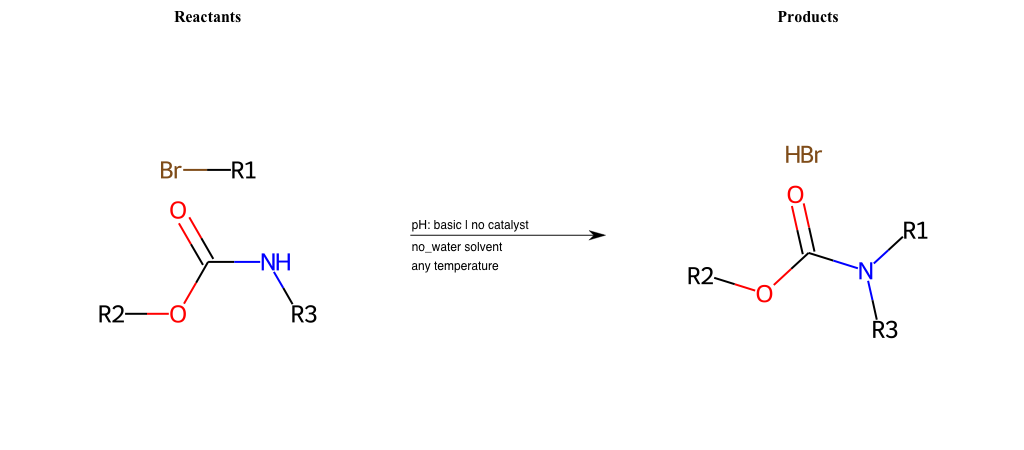 Reactants
Products
Br
R1
O
NH
R2
O
R3
pH: basic | no catalyst
no_water solvent
any temperature
HBr
O
R1
R2
O
N
R3